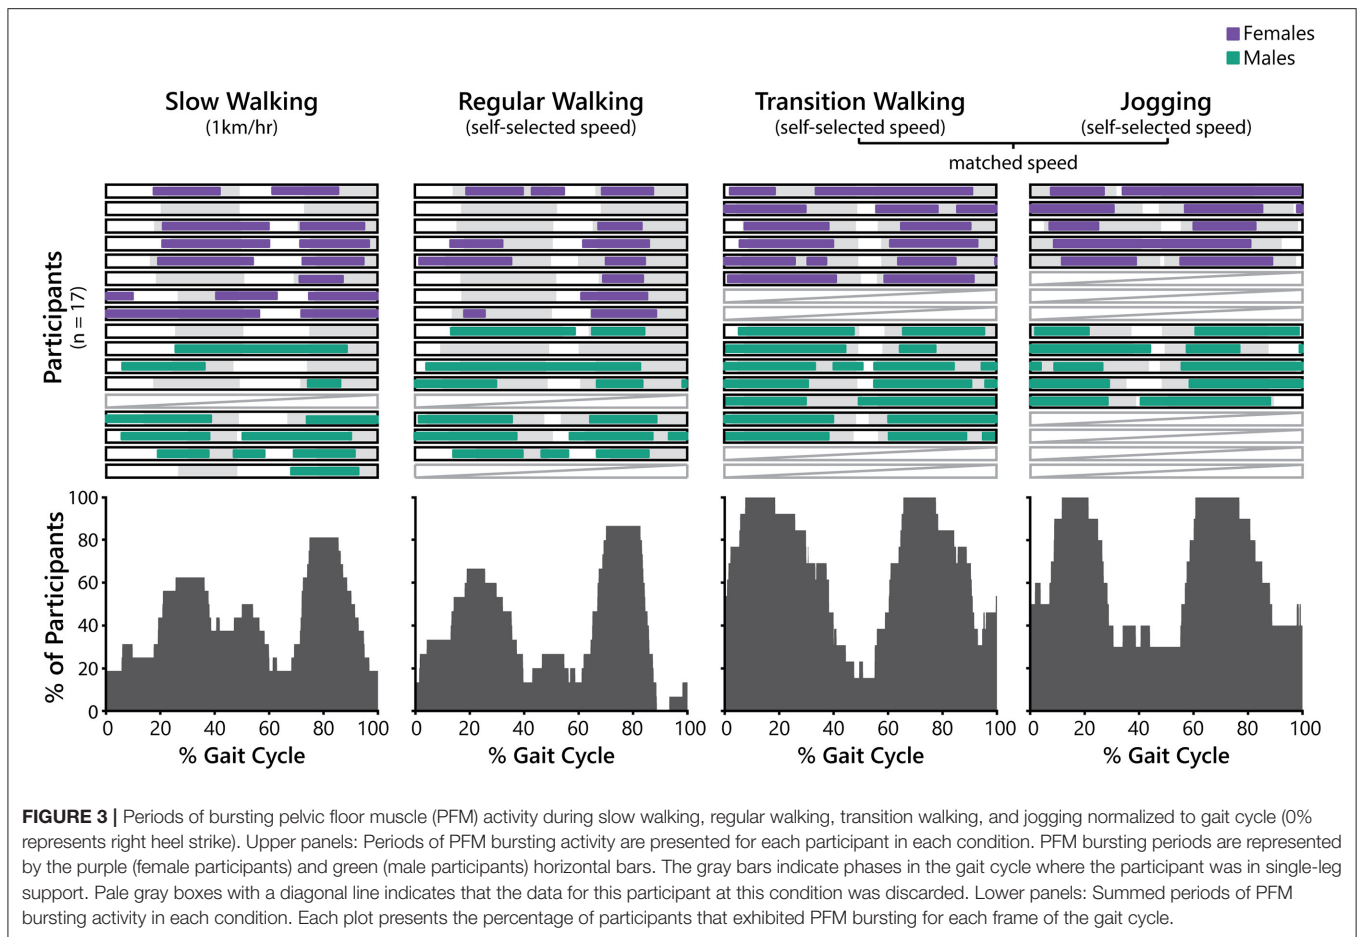 Females
Males
Slow Walking
(1km/hr)
Regular Walking
(self-selected speed)
Transition Walking
(self-selected speed)
Jogging
(self-selected speed)
matched speed
Participants
(n = 17)
% of Participants
100
80
60
40
20
0
0 20 40 60 80 100
% Gait Cycle
0 20 40 60 80 100
% Gait Cycle
0 20 40 60 80 100
% Gait Cycle
0 20 40 60 80 100
% Gait Cycle
FIGURE 3 | Periods of bursting pelvic floor muscle (PFM) activity during slow walking, regular walking, transition walking, and jogging normalized to gait cycle (0%
represents right heel strike). Upper panels: Periods of PFM bursting activity are presented for each participant in each condition. PFM bursting periods are represented
by the purple (female participants) and green (male participants) horizontal bars. The gray bars indicate phases in the gait cycle where the participant was in single-leg
support. Pale gray boxes with a diagonal line indicates that the data for this participant at this condition was discarded. Lower panels: Summed periods of PFM
bursting activity in each condition. Each plot presents the percentage of participants that exhibited PFM bursting for each frame of the gait cycle.